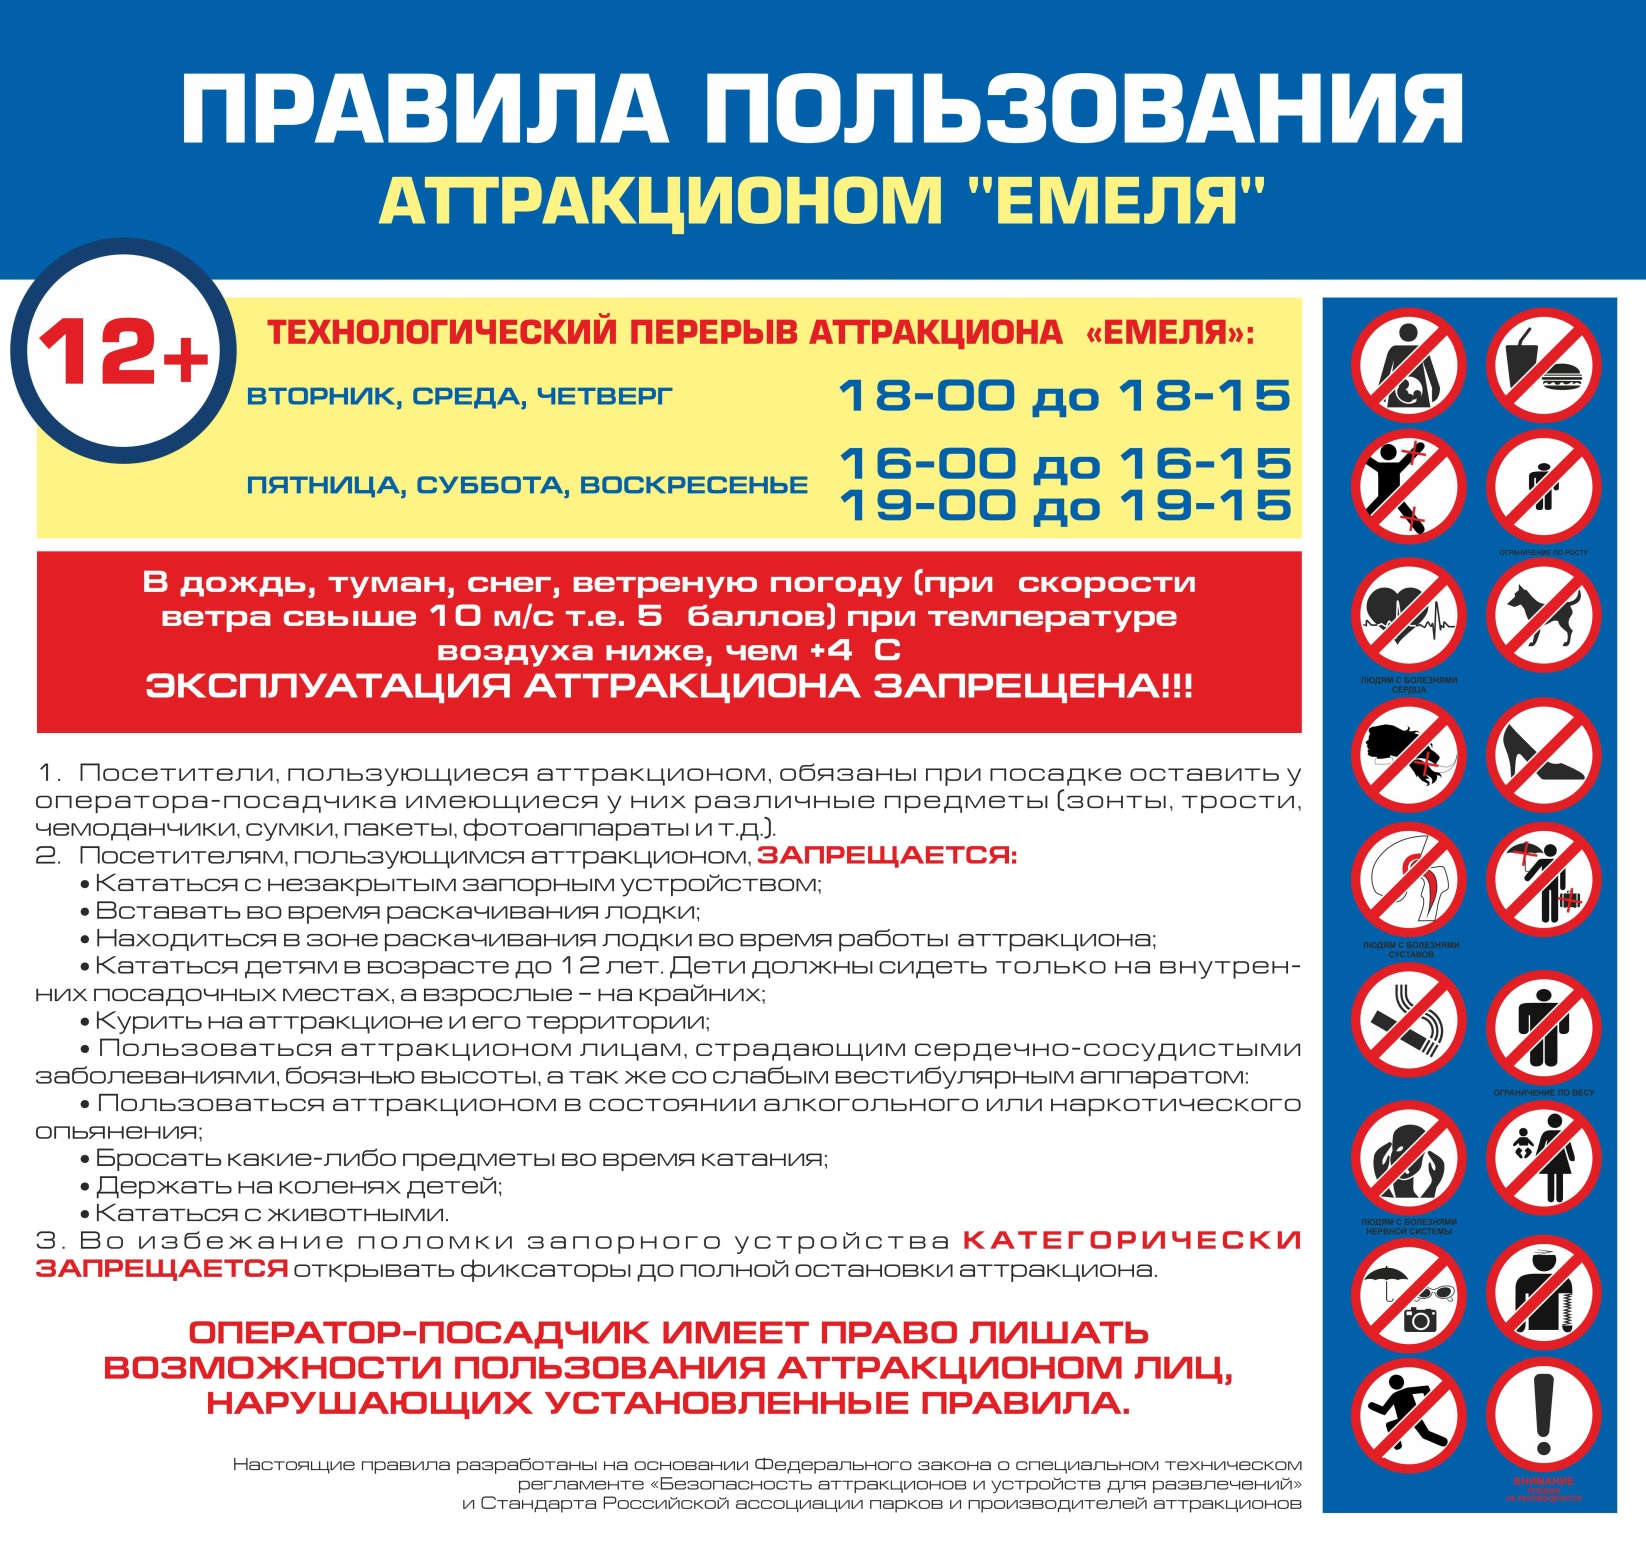 ПРАВИЛА ПОЛЬЗОВАНИЯ
АТТРАКЦИОНОМ "ЕМЕЛЯ"
12+
ТЕХНОЛОГИЧЕСКИЙ ПЕРЕРЫВ АТТРАКЦИОНА «ЕМЕЛЯ»:
ВТОРНИК, СРЕДА, ЧЕТВЕРГ 18-00 до 18-15
16-00 до 16-15
ПЯТНИЦА, СУББОТА, ВОСКРЕСЕНЬЕ
19-00 до 19-15
В дождь, туман, снег, ветреную погоду (при скорости
ветра свыше 10 м/с т.е. 5 баллов) при температуре
воздуха ниже, чем +4 С
ЭКСПЛУАТАЦИЯ АТТРАКЦИОНА ЗАПРЕЩЕНА!!!
1. Посетители, пользующиеся аттракционом, обязаны при посадке оставить у
оператора-посадчика имеющиеся у них различные предметы (зонты, трости,
чемоданчики, сумки, пакеты, фотоаппараты и т.д.).
2. Посетителям, пользующимся аттракционом, ЗАПРЕЩАЕТСЯ:
• Кататься с незакрытым запорным устройством;
• Вставать во время раскачивания лодки;
• Находиться в зоне раскачивания лодки во время работы аттракциона;
• Кататься детям в возрасте до 12 лет. Дети должны сидеть только на внутрен-
них посадочных местах, а взрослые – на крайних;
• Курить на аттракционе и его территории;
• Пользоваться аттракционом лицам, страдающим сердечно-сосудистыми
заболеваниями, боязнью высоты, а так же со слабым вестибулярным аппаратом:
• Пользоваться аттракционом в состоянии алкогольного или наркотического
опьянения;
• Бросать какие-либо предметы во время катания;
• Держать на коленях детей;
• Кататься с животными.
3. Во избежание поломки запорного устройства КАТЕГОРИЧЕСКИ
ЗАПРЕЩАЕТСЯ открывать фиксаторы до полной остановки аттракциона.
ОПЕРАТОР-ПОСАДЧИК ИМЕЕТ ПРАВО ЛИШАТЬ
ВОЗМОЖНОСТИ ПОЛЬЗОВАНИЯ АТТРАКЦИОНОМ ЛИЦ,
НАРУШАЮЩИХ УСТАНОВЛЕННЫЕ ПРАВИЛА.
Настоящие правила разработаны на основании Федерального закона о специальном техническом
регламенте «Безопасность аттракционов и устройств для развлечений»
и Стандарта Российской ассоциации парков и производителей аттракционов
ОГРАНИЧЕНИЕ ПО РОСТУ
ЛЮДЯМ С БОЛЕЗНЯМИ
СЕРДЦА
ЛЮДЯМ С БОЛЕЗНЯМИ
СУСТАВОВ
ОГРАНИЧЕНИЕ ПО ВЕСУ
ЛЮДЯМ С БОЛЕЗНЯМИ
НЕРВНОЙ СИСТЕМЫ
ВНИМАНИЕ